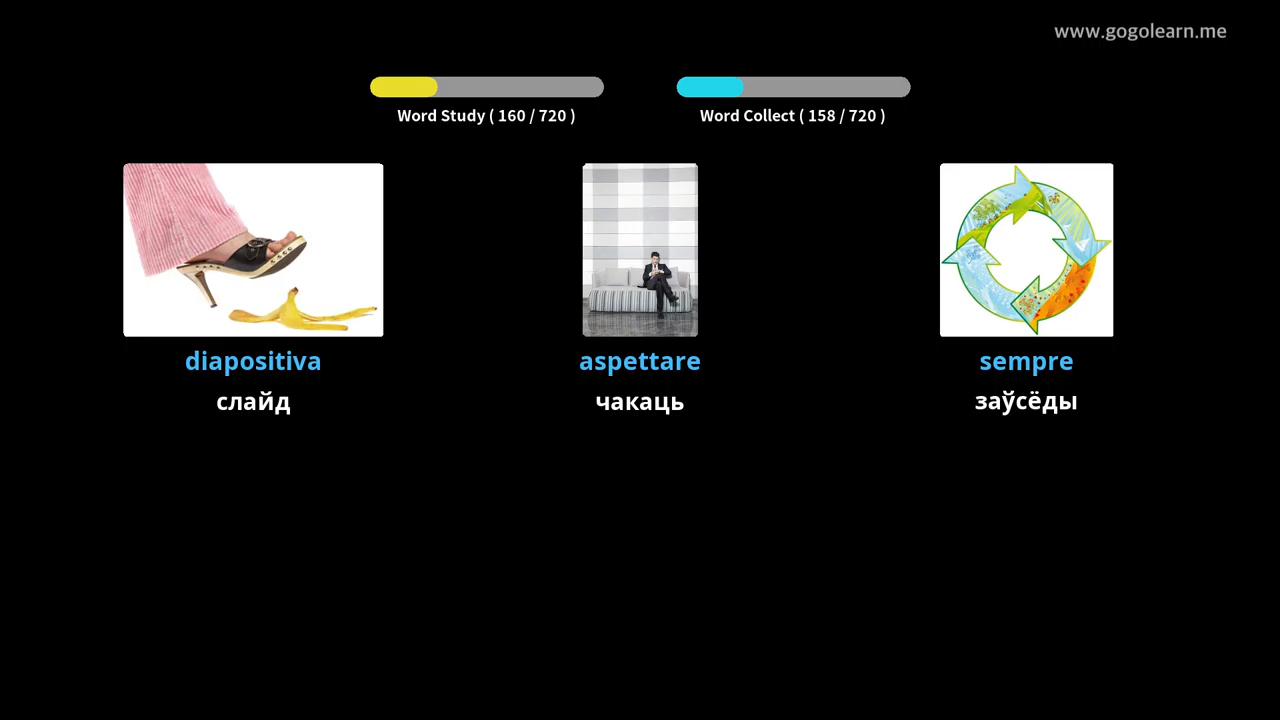 www.gogolearn.me
Word Study ( 160 / 720 )
Word Collect ( 158 / 720 )
diapositiva
слайд
aspettare
чакаць
sempre
заўсёды